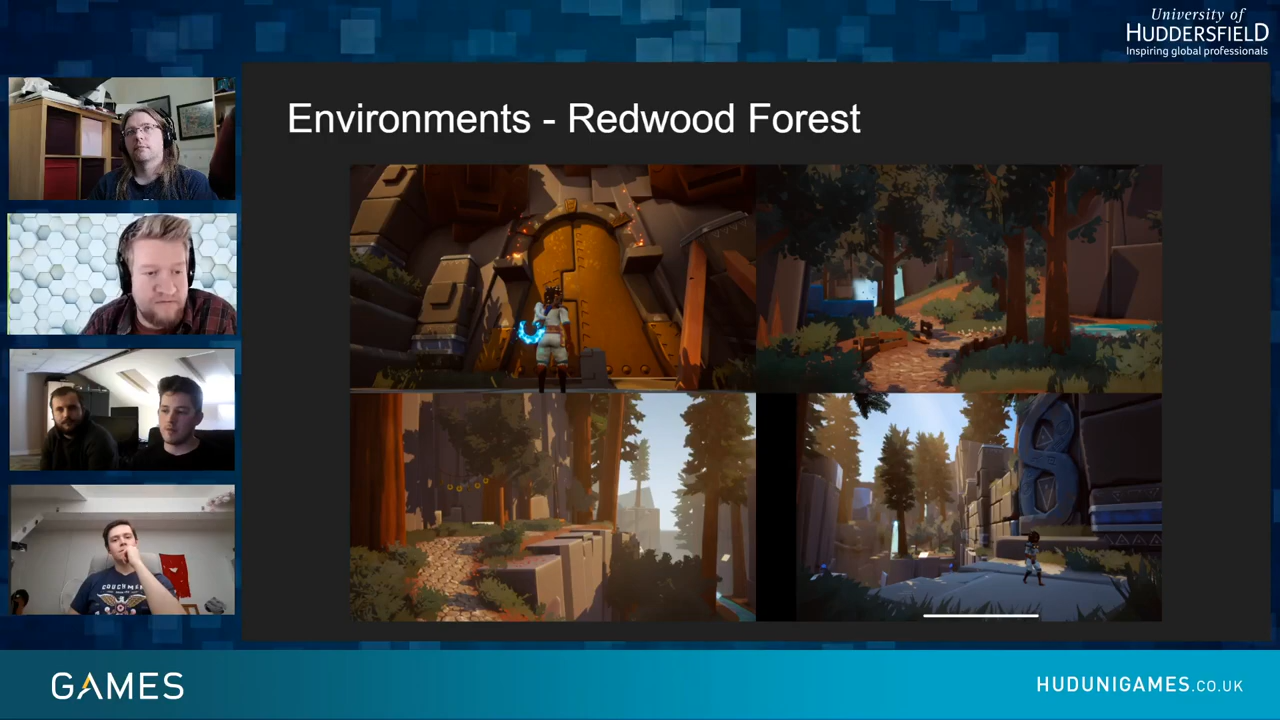 University of
HUDDERSFIELD
Inspiring global professionals
Environments - Redwood Forest
GAMES
HUDUNIGAMES.CO.UK